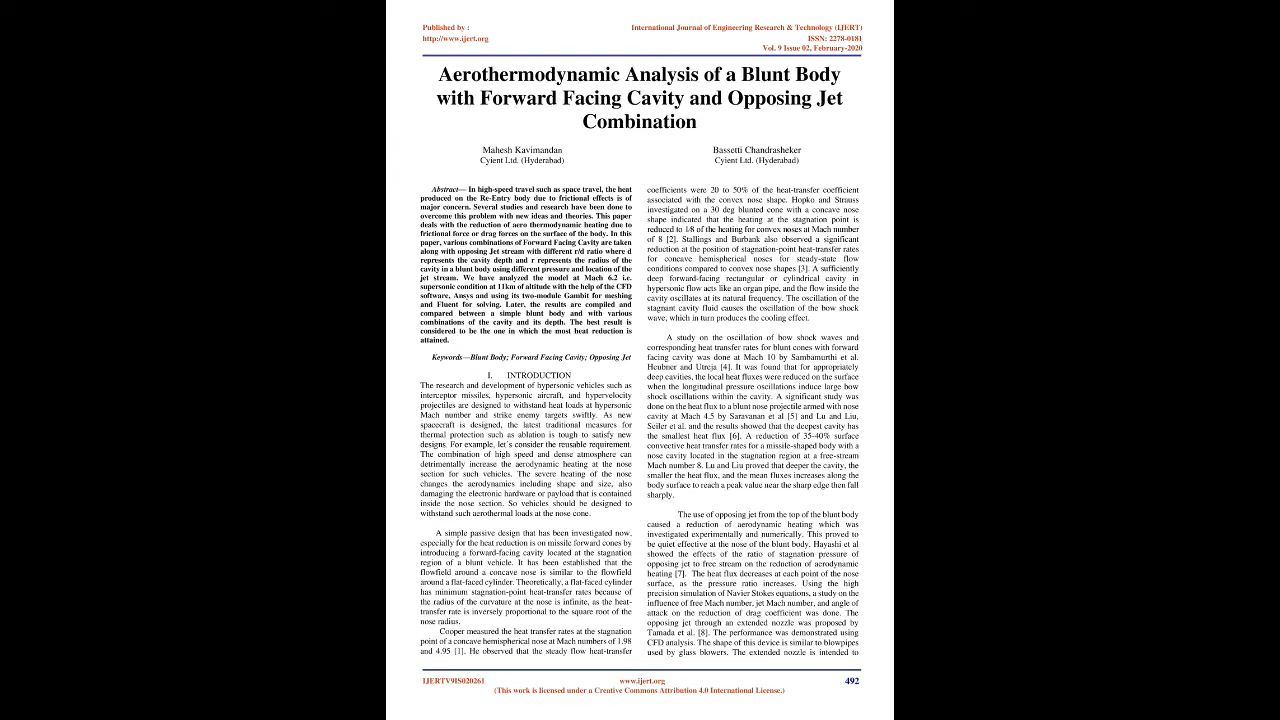 Published by :
http://www.ijert.org
International Journal of Engineering Research & Technology (IJERT)
ISSN: 2278-0181
Vol. 9 Issue 02, February-2020
Aerothermodynamic Analysis of a Blunt Body
with Forward Facing Cavity and Opposing Jet
Combination
Mahesh Kavimandan
Cyient Ltd. (Hyderabad)
Bassetti Chandrasheker
Cyient Ltd. (Hyderabad)
Abstract— In high-speed travel such as space travel, the heat
produced on the Re-Entry body due to frictional effects is of
major concern. Several studies and research have been done to
overcome this problem with new ideas and theories. This paper
deals with the reduction of aero thermodynamic heating due to
frictional force or drag forces on the surface of the body. In this
paper, various combinations of Forward Facing Cavity are taken
along with opposing Jet stream with different r/d ratio where d
represents the cavity depth and r represents the radius of the
cavity in a blunt body using different pressure and location of the
jet stream. We have analyzed the model at Mach 6.2 i.e.
supersonic condition at 11km of altitude with the help of the CFD
software, Ansys and using its two-module Gambit for meshing
and Fluent for solving. Later, the results are compiled and
compared between a simple blunt body and with various
combinations of the cavity and its depth. The best result is
considered to be the one in which the most heat reduction is
attained.
Keywords—Blunt Body; Forward Facing Cavity; Opposing Jet
I. INTRODUCTION
The research and development of hypersonic vehicles such as
interceptor missiles, hypersonic aircraft, and hypervelocity
projectiles are designed to withstand heat loads at hypersonic
Mach number and strike enemy targets swiftly. As new
spacecraft is designed, the latest traditional measures for
thermal protection such as ablation is tough to satisfy new
designs. For example, let's consider the reusable requirement.
The combination of high speed and dense atmosphere can
detrimentally increase the aerodynamic heating at the nose
section for such vehicles. The severe heating of the nose
changes the aerodynamics including shape and size, also
damaging the electronic hardware or payload that is contained
inside the nose section. So vehicles should be designed to
withstand such aerothermal loads at the nose cone.
A simple passive design that has been investigated now,
especially for the heat reduction is on missile forward cones by
introducing a forward-facing cavity located at the stagnation
region of a blunt vehicle. It has been established that the
flowfield around a concave nose is similar to the flowfield
around a flat-faced cylinder. Theoretically, a flat-faced cylinder
has minimum stagnation-point heat-transfer rates because of
the radius of the curvature at the nose is infinite, as the heat-
transfer rate is inversely proportional to the square root of the
nose radius.
Cooper measured the heat transfer rates at the stagnation
point of a concave hemispherical nose at Mach numbers of 1.98
and 4.95 [1]. He observed that the steady flow heat-transfer
coefficients were 20 to 50% of the heat-transfer coefficient
associated with the convex nose shape. Hopko and Strauss
investigated on a 30 deg blunted cone with a concave nose
shape indicated that the heating at the stagnation point is
reduced to 1⁄8 of the heating for convex noses at Mach number
of 8 [2]. Stallings and Burbank also observed a significant
reduction at the position of stagnation-point heat-transfer rates
for concave hemispherical noses for steady-state flow
conditions compared to convex nose shapes [3]. A sufficiently
deep forward-facing rectangular or cylindrical cavity in
hypersonic flow acts like an organ pipe, and the flow inside the
cavity oscillates at its natural frequency. The oscillation of the
stagnant cavity fluid causes the oscillation of the bow shock
wave, which in turn produces the cooling effect.
A study on the oscillation of bow shock waves and
corresponding heat transfer rates for blunt cones with forward
facing cavity was done at Mach 10 by Sambamurthi et al.
Heubner and Utreja [4]. It was found that for appropriately
deep cavities, the local heat fluxes were reduced on the surface
when the longitudinal pressure oscillations induce large bow
shock oscillations within the cavity. A significant study was
done on the heat flux to a blunt nose projectile armed with nose
cavity at Mach 4.5 by Saravanan et al [5] and Lu and Liu,
Seiler et al. and the results showed that the deepest cavity has
the smallest heat flux [6]. A reduction of 35-40% surface
convective heat transfer rates for a missile-shaped body with a
nose cavity located in the stagnation region at a free-stream
Mach number 8. Lu and Liu proved that deeper the cavity, the
smaller the heat flux, and the mean fluxes increases along the
body surface to reach a peak value near the sharp edge then fall
sharply.
The use of opposing jet from the top of the blunt body
caused a reduction of aerodynamic heating which was
investigated experimentally and numerically. This proved to
be quiet effective at the nose of the blunt body. Hayashi et al
showed the effects of the ratio of stagnation pressure of
opposing jet to free stream on the reduction of aerodynamic
heating [7]. The heat flux decreases at each point of the nose
surface, as the pressure ratio increases. Using the high
precision simulation of Navier Stokes equations, a study on the
influence of free Mach number, jet Mach number, and angle of
attack on the reduction of drag coefficient was done. The
opposing jet through an extended nozzle was proposed by
Tamada et al. [8]. The performance was demonstrated using
CFD analysis. The shape of this device is similar to blowpipes
used by glass blowers. The extended nozzle is intended to
IJERTV9IS020261
www.ijert.org
492
(This work is licensed under a Creative Commons Attribution 4.0 International License.)